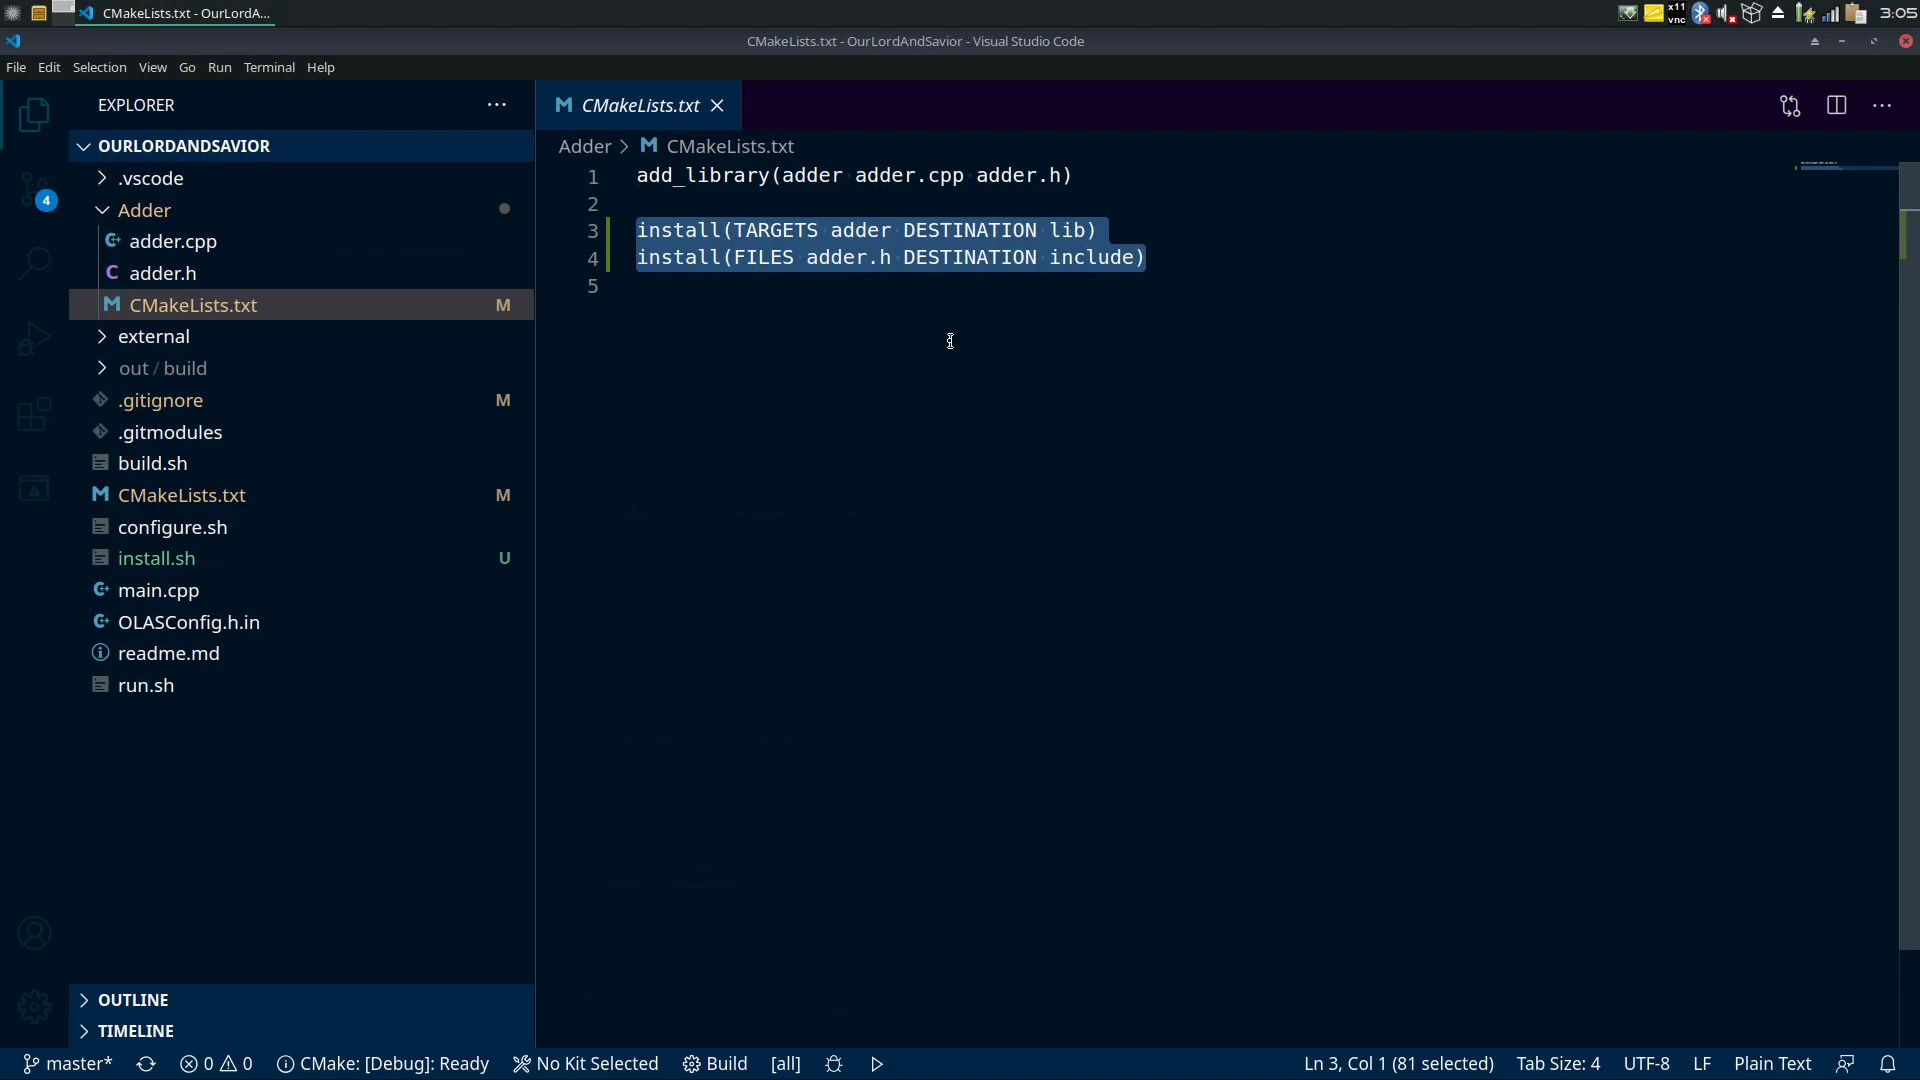 CMakeLists.txt - OurLordA...
x11
vnc
3:05
CMakeLists.txt - OurLordAndSavior - Visual Studio Code
File Edit Selection View Go Run Terminal Help
EXPLORER
OURLORDANDSAVIOR
.vscode
Adder
adder.cpp
adder.h
CMakeLists.txt M
external
out / build
.gitignore M
.gitmodules
build.sh
CMakeLists.txt M
configure.sh
install.sh U
main.cpp
OLASConfig.h.in
readme.md
run.sh
OUTLINE
TIMELINE
4
CMakeLists.txt
Adder > CMakeLists.txt
1 add_library(adder adder.cpp adder.h)
2
3 install(TARGETS adder DESTINATION lib)
4 install(FILES adder.h DESTINATION include)
5
master* 0 0 CMake: [Debug]: Ready No Kit Selected Build [all] Ln 3, Col 1 (81 selected) Tab Size: 4 UTF-8 LF Plain Text